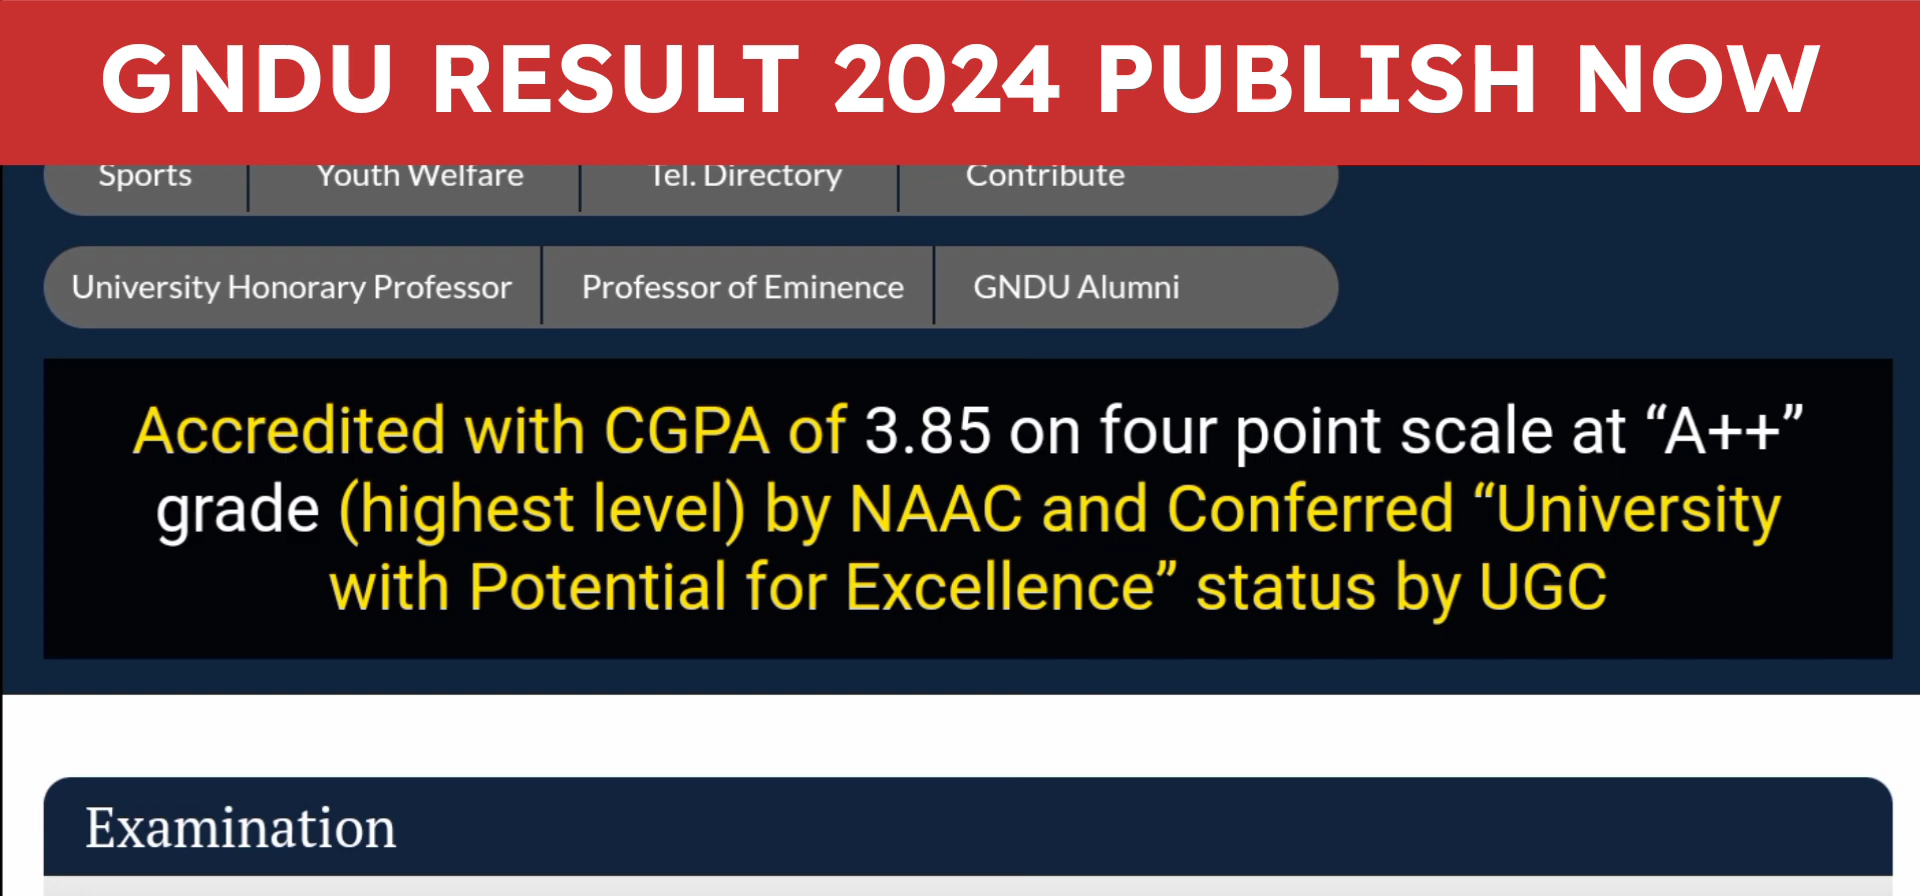 GNDU RESULT 2024 PUBLISH NOW
Sports Youth Welfare Tel. Directory Contribute
University Honorary Professor Professor of Eminence GNDU Alumni
Accredited with CGPA of 3.85 on four point scale at “A++”
grade (highest level) by NAAC and Conferred “University
with Potential for Excellence” status by UGC
Examination